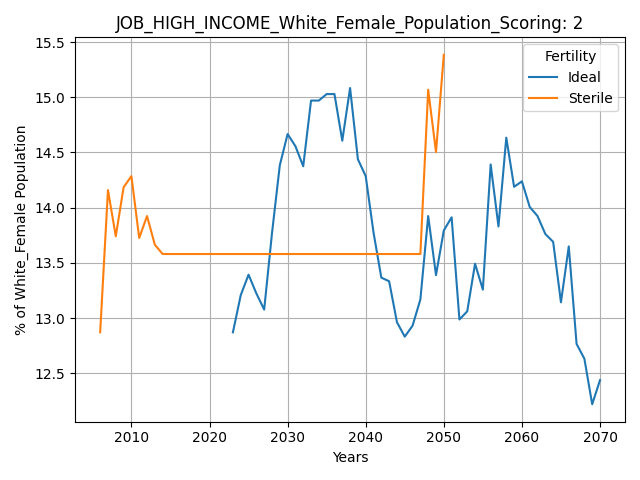 JOB_HIGH_INCOME_White_Female_Population_Scoring: 2
Fertility
Ideal
Sterile
% of White_Female Population
15.5
15.0
14.5
14.0
13.5
13.0
12.5
2010 2020 2030 2040 2050 2060 2070
Years